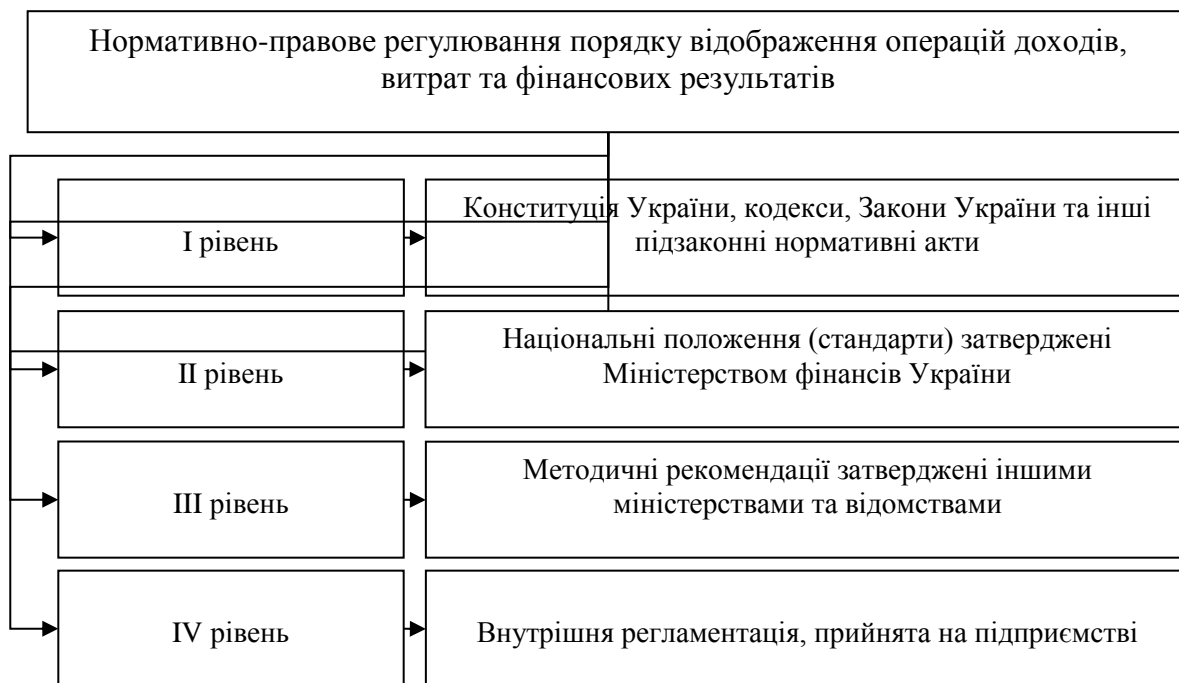 Нормативно-правове регулювання порядку відображення операцій доходів,
витрат та фінансових результатів
І рівень
Конституція України, кодекси, Закони України та інші
підзаконні нормативні акти
ІІ рівень
Національні положення (стандарти) затверджені
Міністерством фінансів України
ІІІ рівень
Методичні рекомендації затверджені іншими
міністерствами та відомствами
IV рівень
Внутрішня регламентація, прийнята на підприємстві